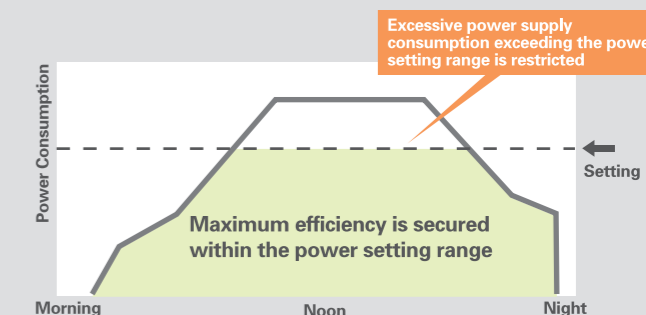 Excessive power supply
consumption exceeding the powe
setting range is restricted
Power Consumption
Setting
Maximum efficiency is secured
within the power setting range
Morning
Noon
Night